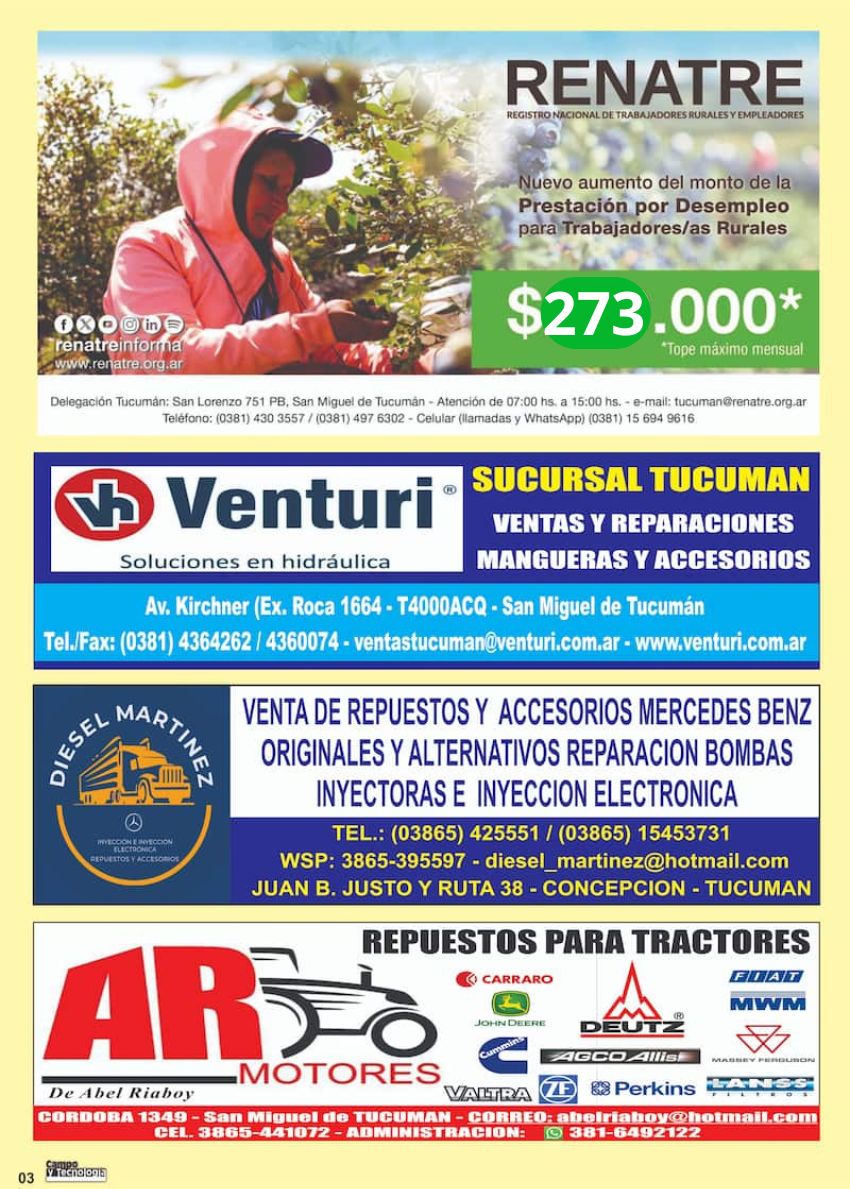 RENATRE
REGISTRO NACIONAL DE TRABAJADORES RURALES Y EMPLEADORES
Nuevo aumento del monto de la
Prestación por Desempleo
para Trabajadores/as Rurales
$273.000*
*Tope máximo mensual
renatreinforma
www.renatre.org.ar
Delegación Tucumán: San Lorenzo 751 PB, San Miguel de Tucumán - Atención de 07:00 hs. a 15:00 hs. - e-mail: tucuman@renatre.org.ar
Teléfono: (0381) 430 3557 / (0381) 497 6302 - Celular (llamadas y WhatsApp) (0381) 15 694 9616
vh Venturi ®
Soluciones en hidráulica
SUCURSAL TUCUMAN
VENTAS Y REPARACIONES
MANGUERAS Y ACCESORIOS
Av. Kirchner (Ex. Roca 1664 - T4000ACQ - San Miguel de Tucumán
Tel./Fax: (0381) 4364262 / 4360074 - ventastucuman@venturi.com.ar - www.venturi.com.ar
DIESEL MARTINEZ
INYECCIÓN E INYECCIÓN
ELECTRÓNICA
REPUESTOS Y ACCESORIOS
VENTA DE REPUESTOS Y ACCESORIOS MERCEDES BENZ
ORIGINALES Y ALTERNATIVOS REPARACION BOMBAS
INYECTORAS E INYECCION ELECTRONICA
TEL.: (03865) 425551 / (03865) 15453731
WSP: 3865-395597 - diesel_martinez@hotmail.com
JUAN B. JUSTO Y RUTA 38 - CONCEPCION - TUCUMAN
AR
MOTORES
De Abel Riaboy
REPUESTOS PARA TRACTORES
CARRARO
JOHN DEERE
DEUTZ ®
FIAT
MWM
Cummins
AGCO Allis
MASSEY FERGUSON
VALTRA
ZF
Perkins
LANSS
FILTROS
CORDOBA 1349 - San Miguel de TUCUMAN - CORREO: abelriaboy@hotmail.com
CEL. 3865-441072 - ADMINISTRACION: 381-6492122
03
Campo
y Tecnología